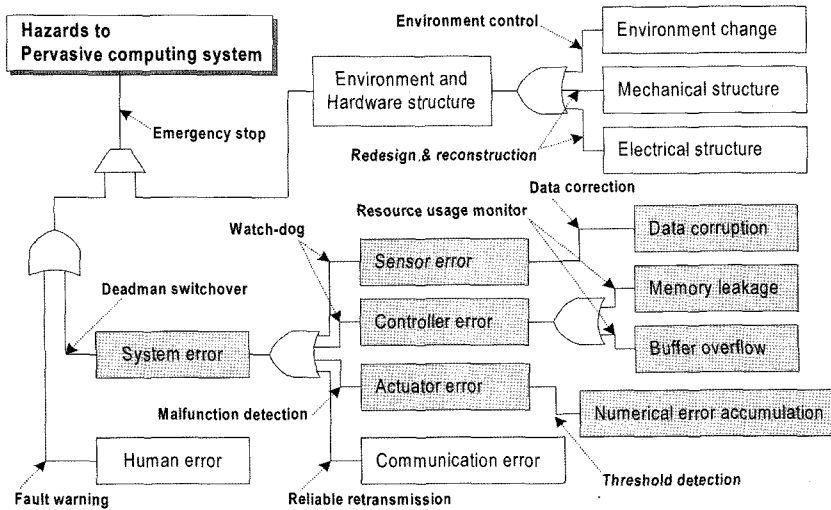 Hazards to
Pervasive computing system
Environment control
Environment change
Environment and
Hardware structure
Mechanical structure
Emergency stop
Redesign & reconstruction
Electrical structure
Data correction
Resource usage monitor
Watch-dog
Data corruption
Sensor error
Memory leakage
Deadman switchover
Controller error
System error
Buffer overflow
Actuator error
Malfunction detection
Numerical error accumulation
Human error
Communication error
Threshold detection
Fault warning
Reliable retransmission